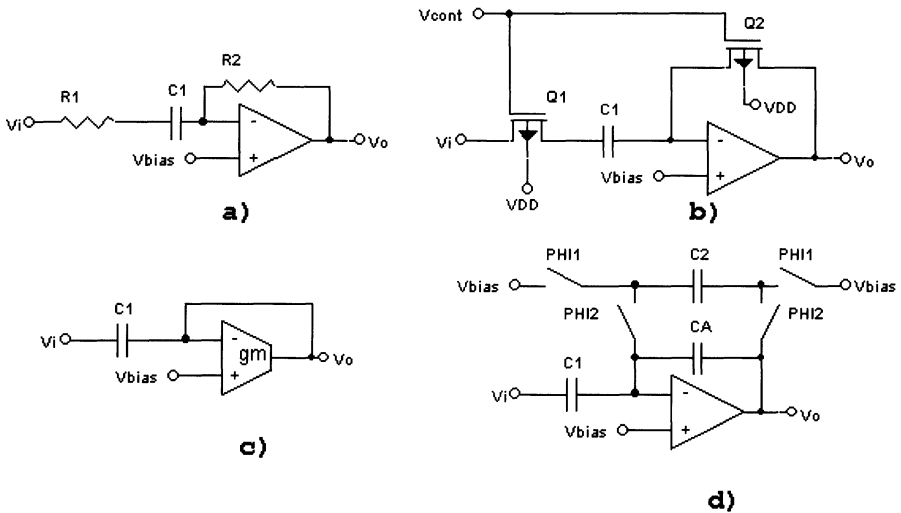 R1
C1
R2
Vi
-
+
Vbias
Vo
a)
Vcont
Q2
Q1
C1
VDD
Vi
-
+
Vbias
Vo
VDD
b)
C1
Vi
-
gm
+
Vbias
Vo
c)
PHI1
C2
PHI1
Vbias
Vbias
PHI2
PHI2
CA
C1
Vi
-
+
Vbias
Vo
d)